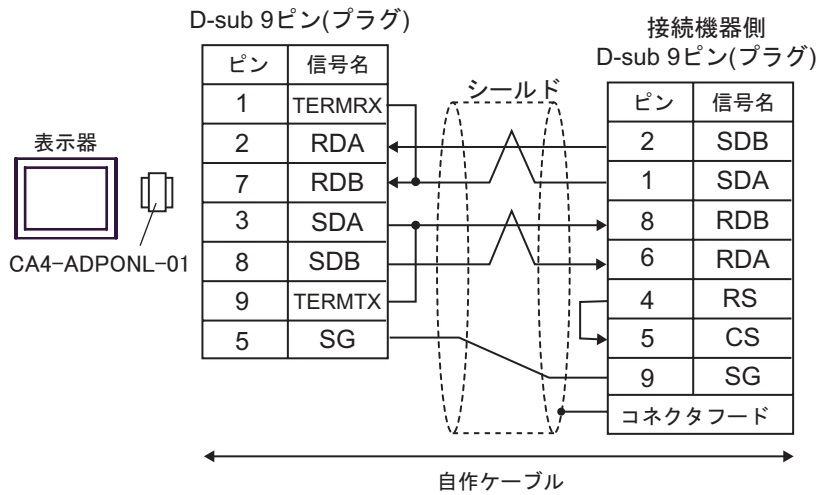 D-sub 9ピン(プラグ)
ピン 信号名
1 TERMRX
2 RDA
7 RDB
3 SDA
8 SDB
9 TERMTX
5 SG
表示器
CA4-ADPONL-01
シールド
接続機器側
D-sub 9ピン(プラグ)
ピン 信号名
2 SDB
1 SDA
8 RDB
6 RDA
4 RS
5 CS
9 SG
コネクタフード
自作ケーブル